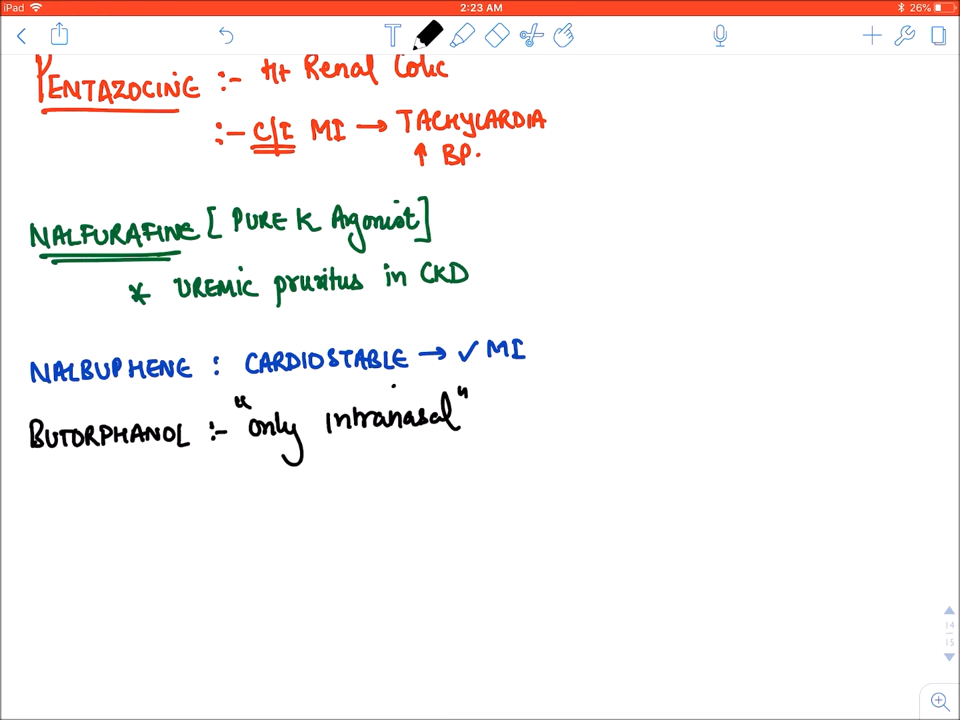 iPad
2:23 AM
26%
T
PENTAZOCINE :- tt Renal Colic
:- C/I MI → TACHYCARDIA
↑ BP.
NALFURAFINE [ PURE K Agonist ]
* UREMIC pruritus in CKD
NALBUPHENE : CARDIOSTABLE → ✓ MI
BUTORPHANOL :- "only intranasal"
14
15